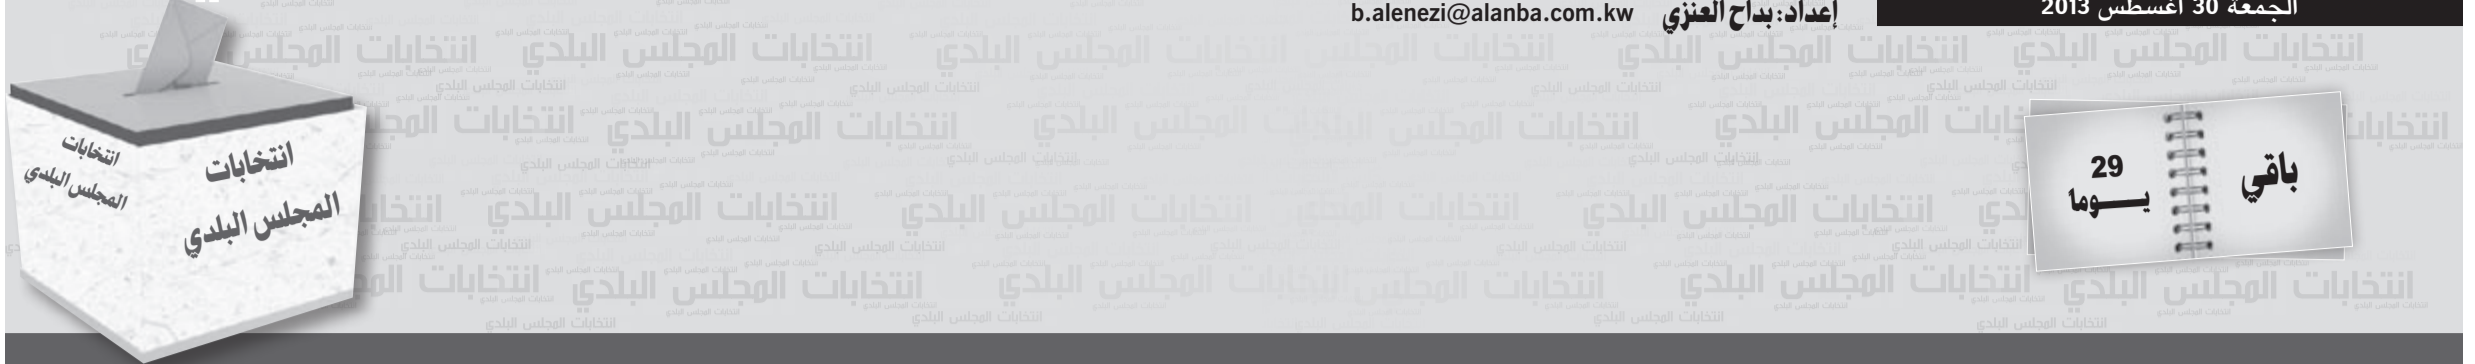 الجمعة 30 أغسطس 2013
إعداد: بداح العنزي b.alenezi@alanba.com.kw
باقي
29
يــــوما
انتخابات
المجلس البلدي
انتخابات
المجلس البلدي
انتخابات المجلس البلدي